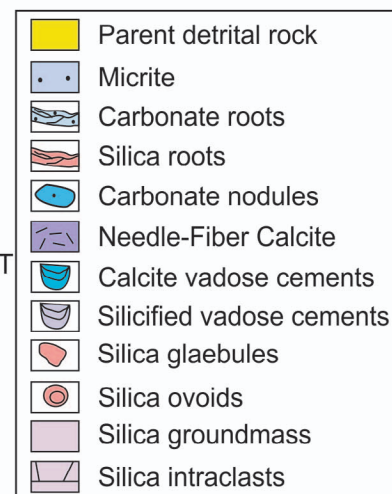 Parent detrital rock
Micrite
Carbonate roots
Silica roots
Carbonate nodules
Needle-Fiber Calcite
T
Calcite vadose cements
Silicified vadose cements
Silica glaebules
Silica ovoids
Silica groundmass
Silica intraclasts